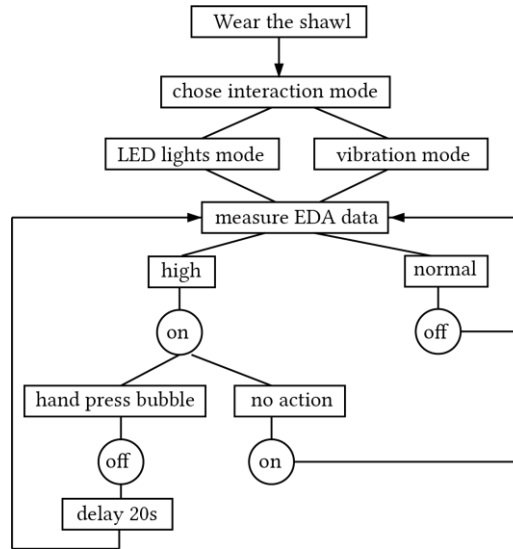 Wear the shawl
chose interaction mode
LED lights mode
vibration mode
measure EDA data
high
normal
on
off
hand press bubble
no action
off
on
delay 20s